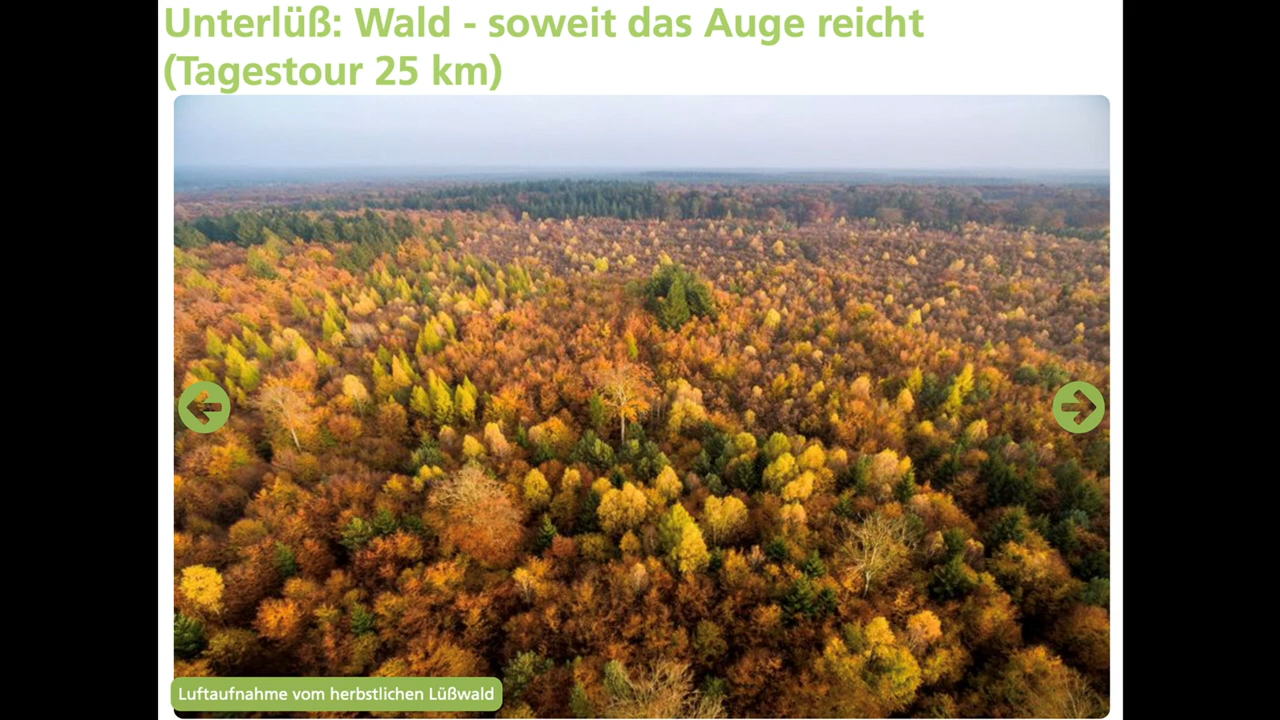 Unterlüß: Wald - soweit das Auge reicht
(Tagestour 25 km)
Luftaufnahme vom herbstlichen Lüßwald